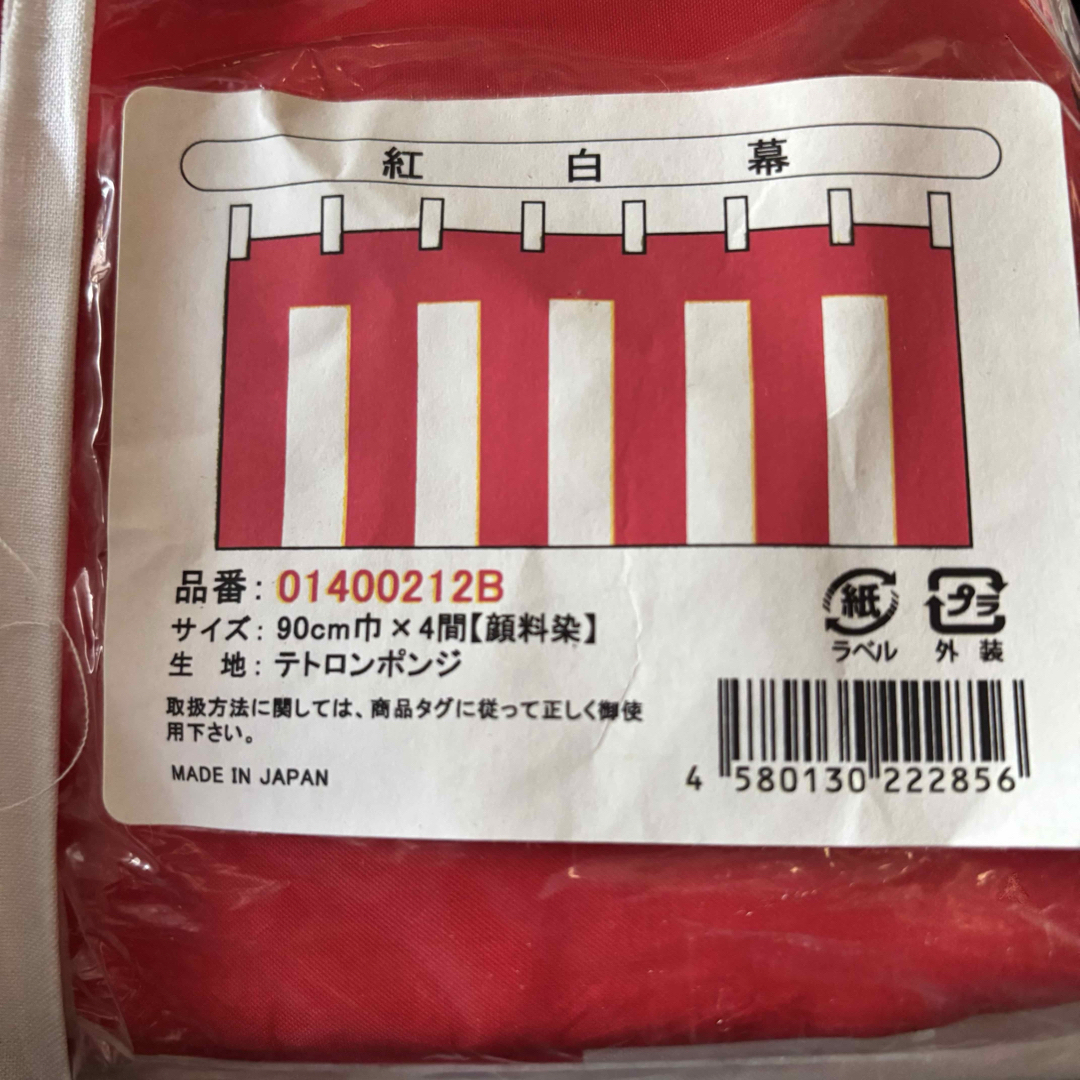 紅白幕
品番: 01400212B
サイズ: 90cm巾×4間【顔料染】
生地: テトロンポンジ
取扱方法に関しては、商品タグに従って正しく御使
用下さい。
MADE IN JAPAN
紙
ラベル
プラ
外装
4 580130 222856